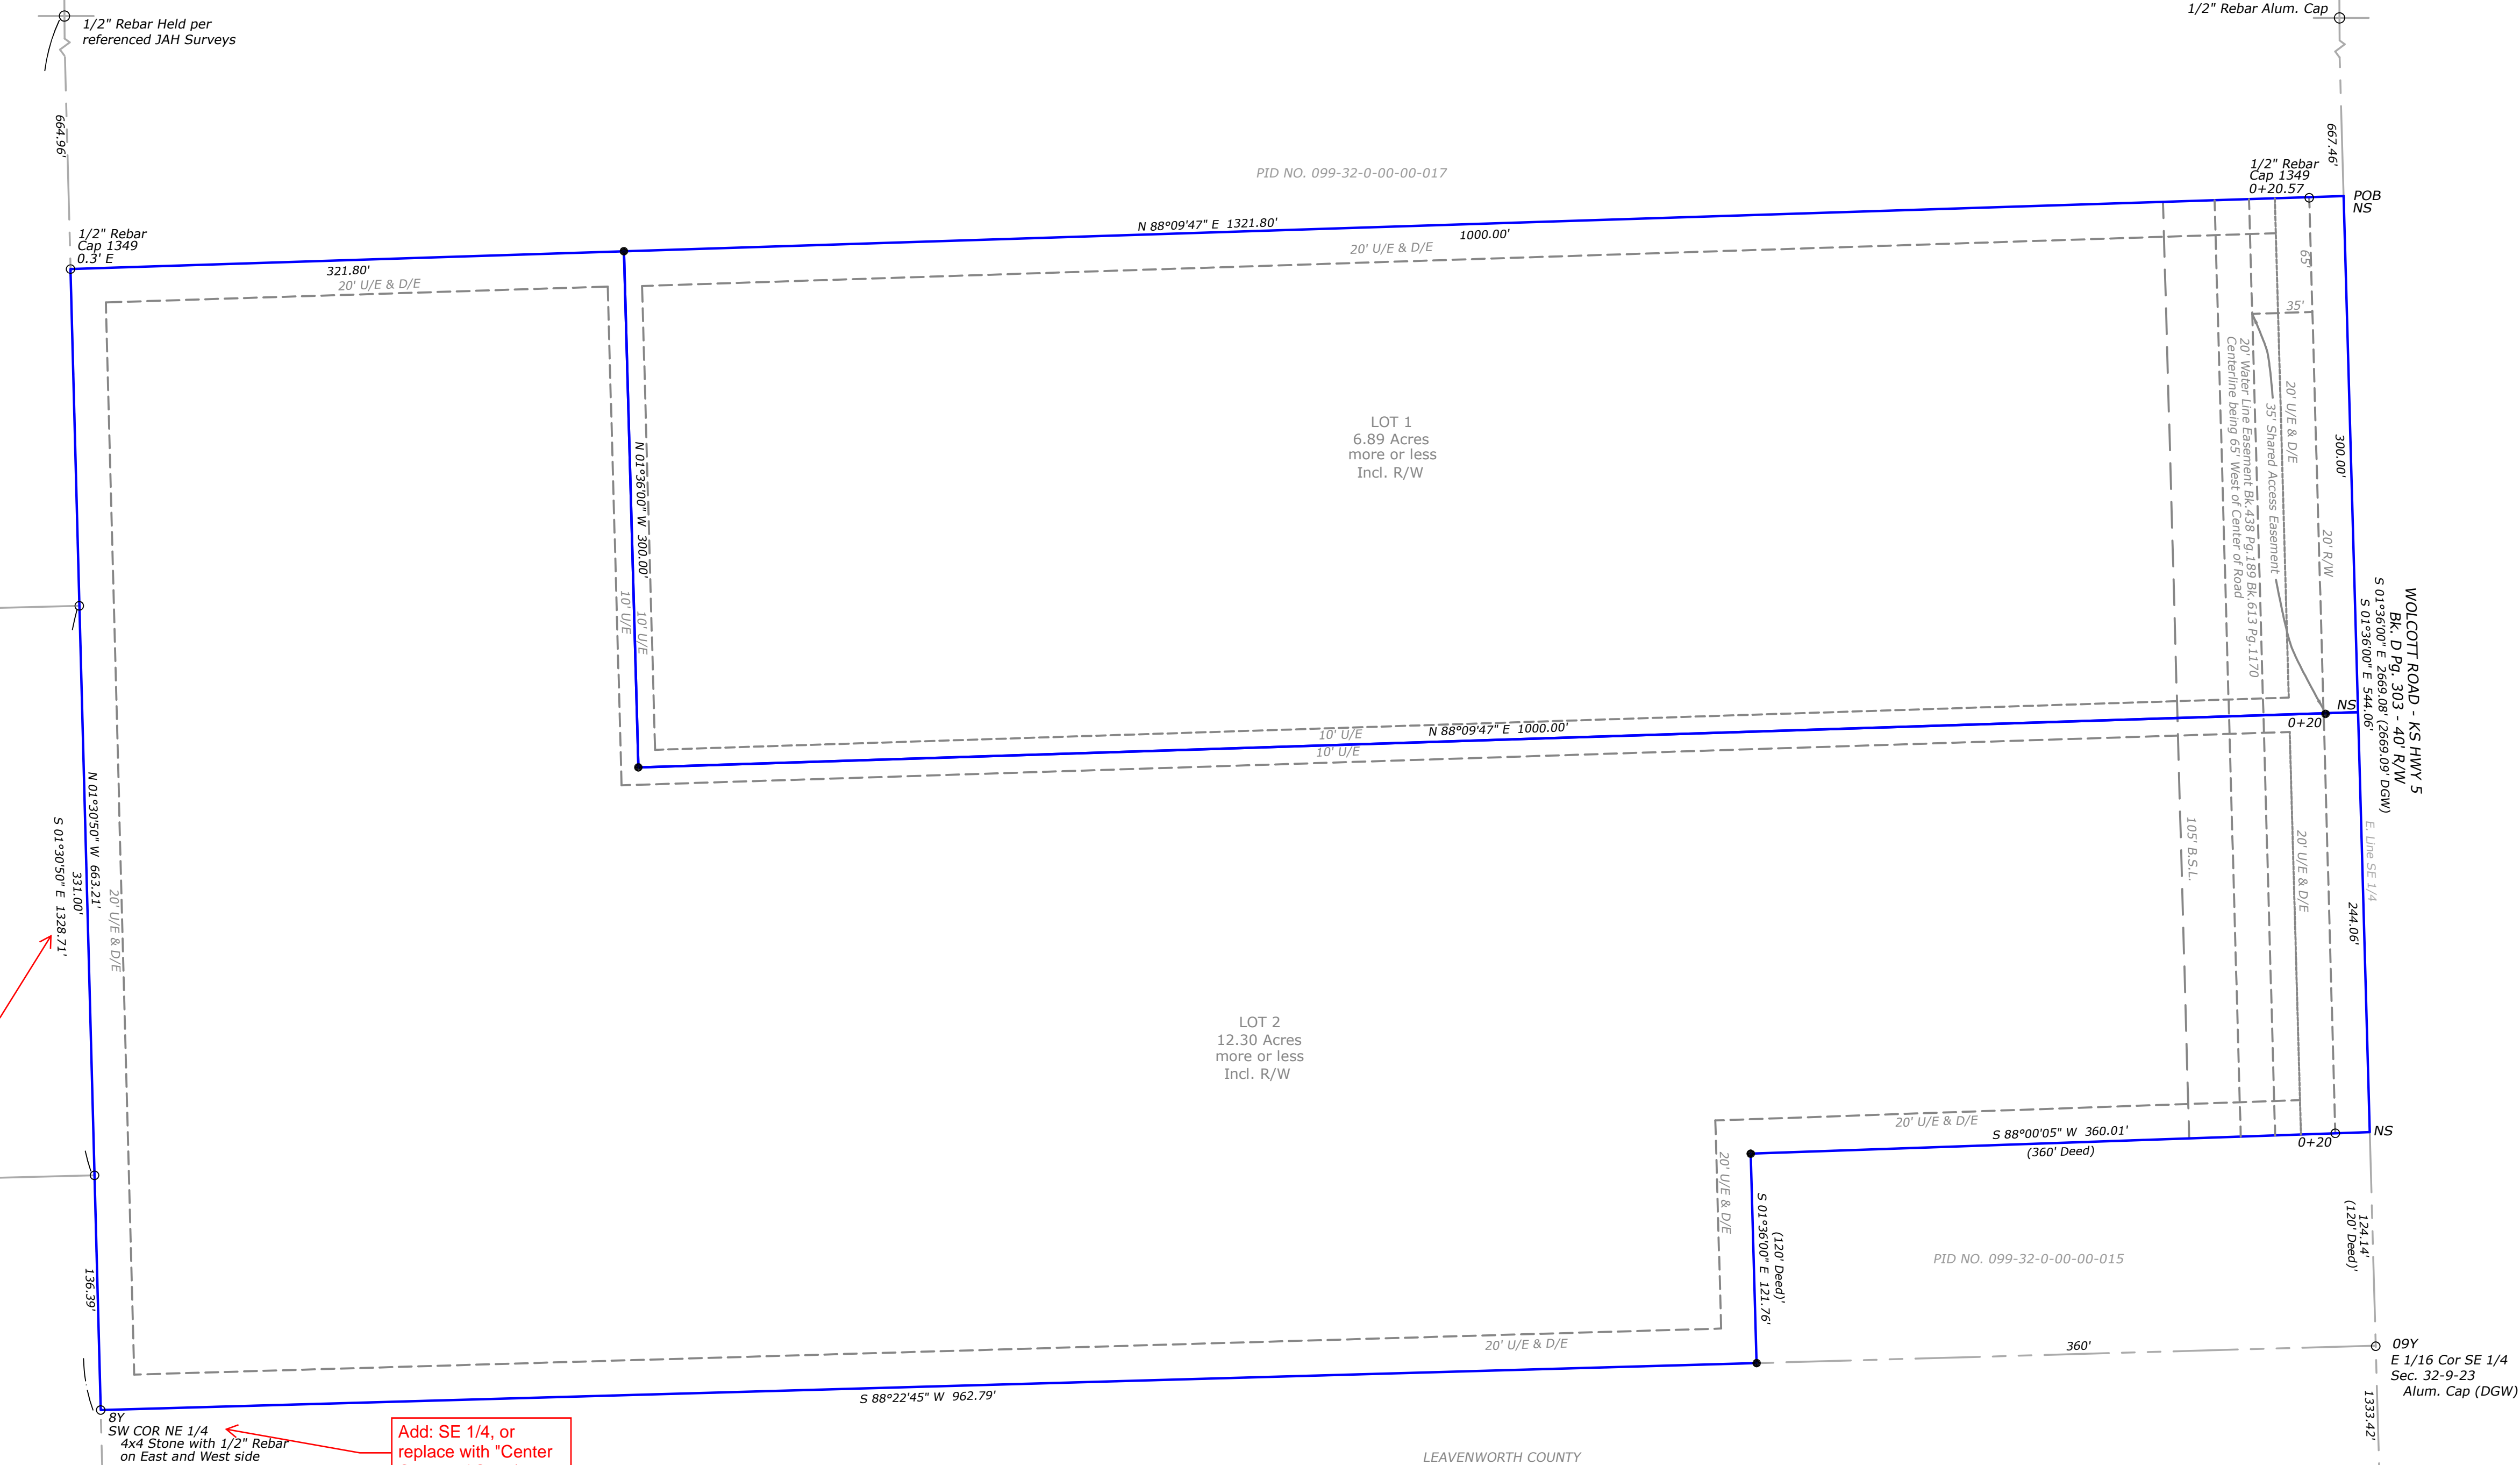 1/2" Rebar Held per
referenced JAH Surveys
1/2" Rebar Alum. Cap
664.96'
667.46'
PID NO. 099-32-0-00-00-017
1/2" Rebar
Cap 1349
0+20.57
POB
NS
1/2" Rebar
Cap 1349
0.3' E
N 88°09'47" E 1321.80'
1000.00'
321.80'
20' U/E & D/E
20' U/E & D/E
65'
35'
LOT 1
6.89 Acres
more or less
Incl. R/W
N 01°36'00" W 300.00'
10' U/E
10' U/E
20' Water Line Easement Bk.438 Pg.189 Bk.613 Pg.1170
Centerline being 65' West of Center of Road
35' Shared Access Easement
20' U/E & D/E
300.00'
20' R/W
WOLCOTT ROAD - KS HWY 5
Bk. D Pg. 303 - 40' R/W
S 01°36'00" E 2669.08' (2669.09' DGW)
S 01°36'00" E 544.06'
NS
0+20
10' U/E
N 88°09'47" E 1000.00'
10' U/E
N 01°30'50" W 663.21'
331.00'
S 01°30'50" E 1328.71'
20' U/E & D/E
105' B.S.L.
20' U/E & D/E
E. Line SE 1/4
244.06'
LOT 2
12.30 Acres
more or less
Incl. R/W
20' U/E & D/E
S 88°00'05" W 360.01'
(360' Deed)
0+20
NS
20' U/E & D/E
S 01°36'00" E 121.76'
(120' Deed)'
124.14'
(120' Deed)'
PID NO. 099-32-0-00-00-015
136.39'
20' U/E & D/E
360'
09Y
E 1/16 Cor SE 1/4
Sec. 32-9-23
Alum. Cap (DGW)
S 88°22'45" W 962.79'
8Y
SW COR NE 1/4
4x4 Stone with 1/2" Rebar
on East and West side
Add: SE 1/4, or
replace with "Center
LEAVENWORTH COUNTY
1333.42'